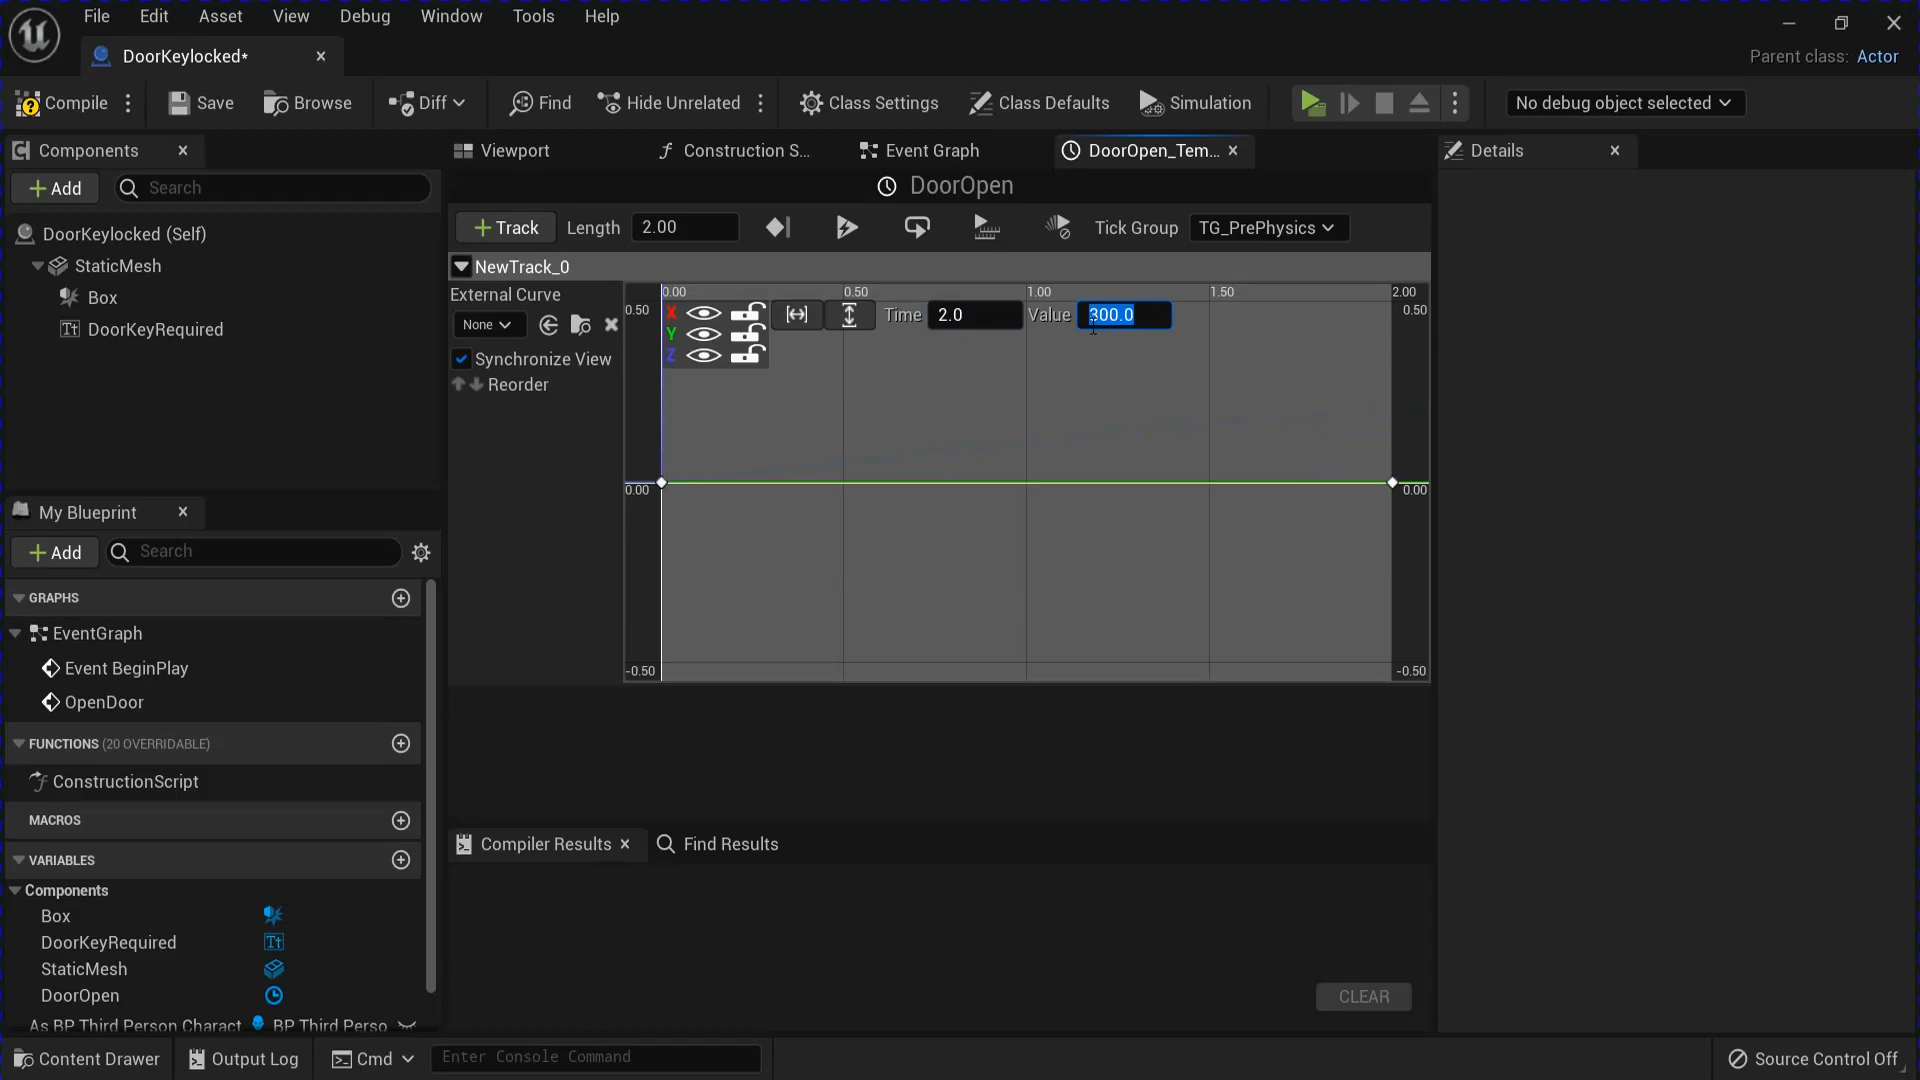 File Edit Asset View Debug Window Tools Help
DoorKeylocked*
Parent class: Actor
Compile Save Browse Diff Find Hide Unrelated Class Settings Class Defaults Simulation No debug object selected
Components
Viewport Construction S... Event Graph DoorOpen_Tem...
Details
Add Search
DoorOpen
Track Length 2.00 Tick Group TG_PrePhysics
DoorKeylocked (Self)
StaticMesh
Box
DoorKeyRequired
NewTrack_0
External Curve
None
Synchronize View
Reorder
0.00 0.50 1.00 1.50 2.00
0.50 0.50
X Time 2.0 Value 300.0
Y
Z
0.00 0.00
-0.50 -0.50
My Blueprint
Add Search
GRAPHS
EventGraph
Event BeginPlay
OpenDoor
FUNCTIONS (20 OVERRIDABLE)
ConstructionScript
MACROS
VARIABLES
Components
Box
DoorKeyRequired
StaticMesh
DoorOpen
As BP Third Person Charact BP Third Perso
Compiler Results Find Results
CLEAR
Content Drawer Output Log Cmd Enter Console Command Source Control Off